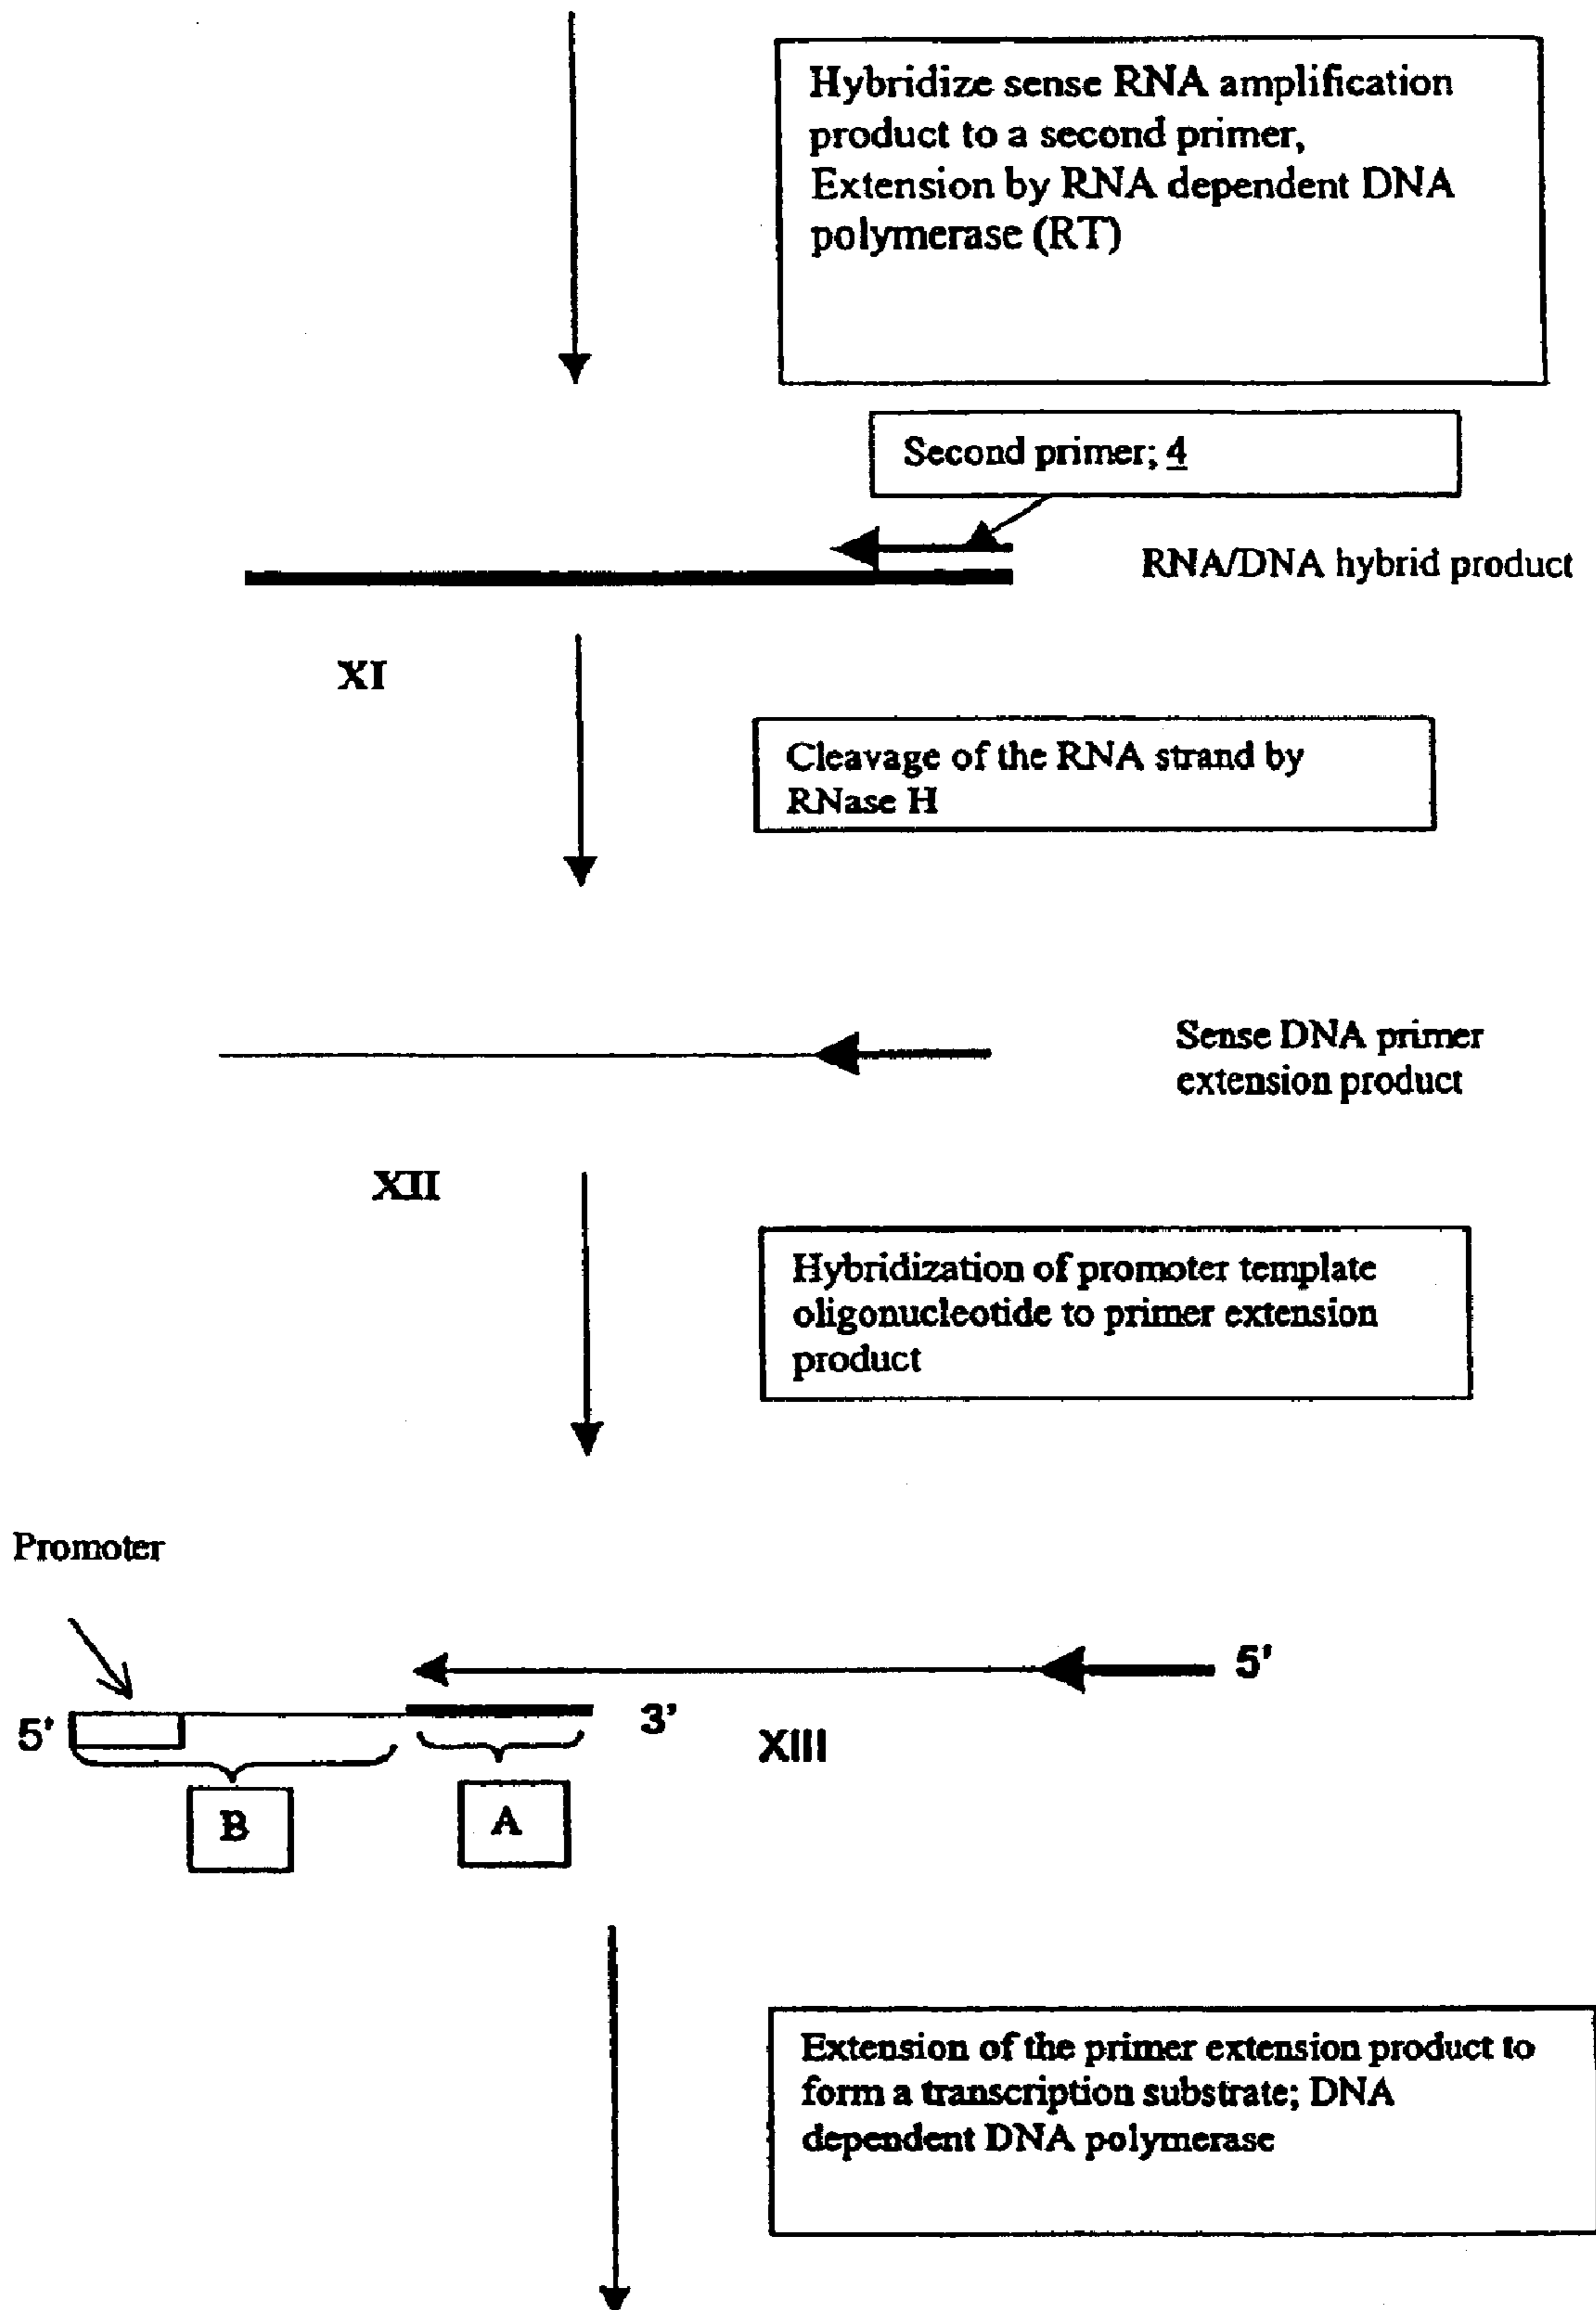 Hybridize sense RNA amplification
product to a second primer,
Extension by RNA dependent DNA
polymerase (RT)
Second primer; 4
RNA/DNA hybrid product
XI
Cleavage of the RNA strand by
RNase H
Sense DNA primer
extension product
XII
Hybridization of promoter template
oligonucleotide to primer extension
product
Promoter
5'
5'
3'
XIII
B
A
Extension of the primer extension product to
form a transcription substrate; DNA
dependent DNA polymerase